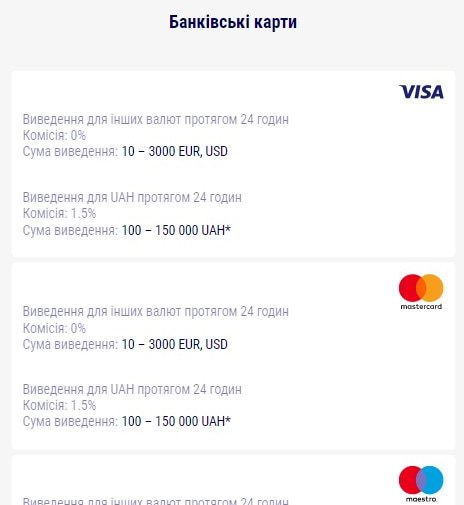 Банківські карти
VISA
Виведення для інших валют протягом 24 годин
Комісія: 0%
Сума виведення: 10 – 3000 EUR, USD
Виведення для UAH протягом 24 годин
Комісія: 1.5%
Сума виведення: 100 – 150 000 UAH*
mastercard
Виведення для інших валют протягом 24 годин
Комісія: 0%
Сума виведення: 10 – 3000 EUR, USD
Виведення для UAH протягом 24 годин
Комісія: 1.5%
Сума виведення: 100 – 150 000 UAH*
maestro
Виведення для інших валют протягом 24 годин